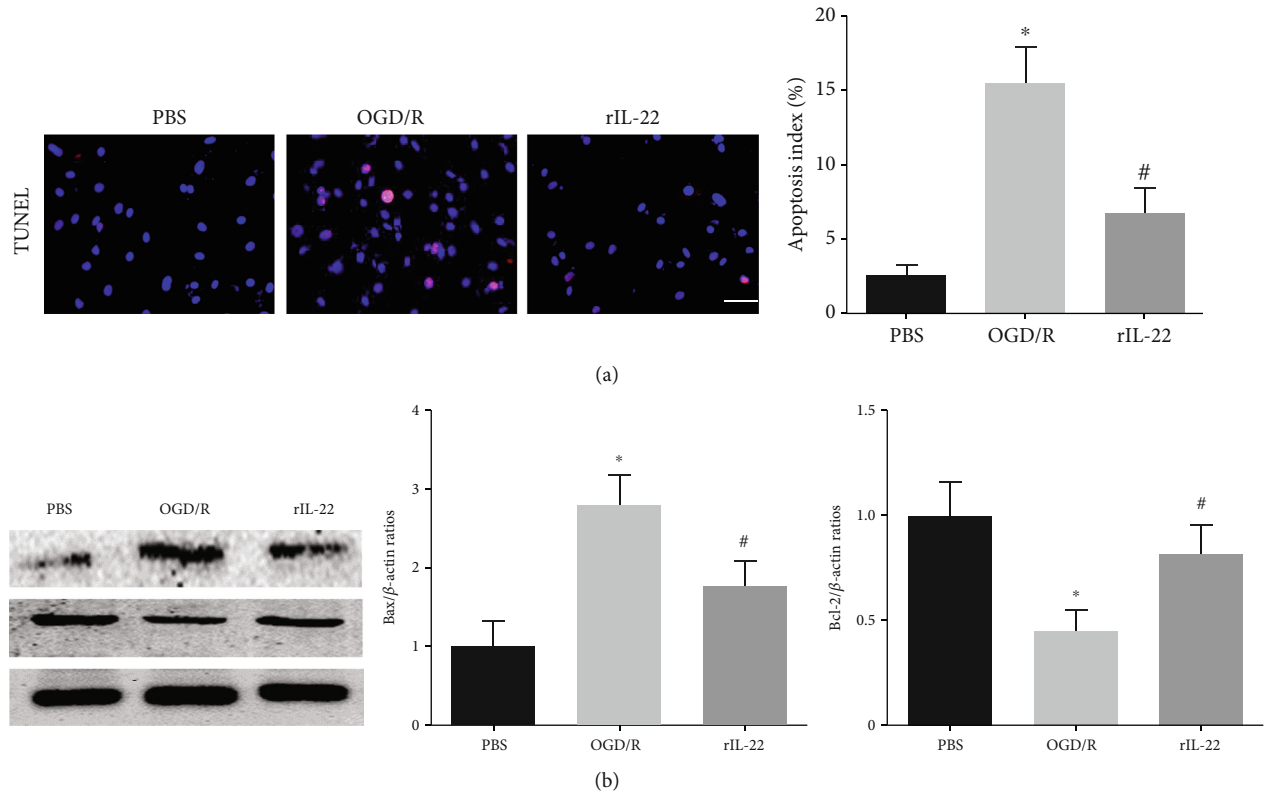 PBS OGD/R rIL-22
TUNEL
Apoptosis index (%)
20
15
10
5
0
*
#
PBS OGD/R rIL-22
(a)
PBS OGD/R rIL-22
Bax/β-actin ratios
4
3
2
1
0
*
#
PBS OGD/R rIL-22
Bcl-2/β-actin ratios
1.5
1.0
0.5
0
*
#
PBS OGD/R rIL-22
(b)